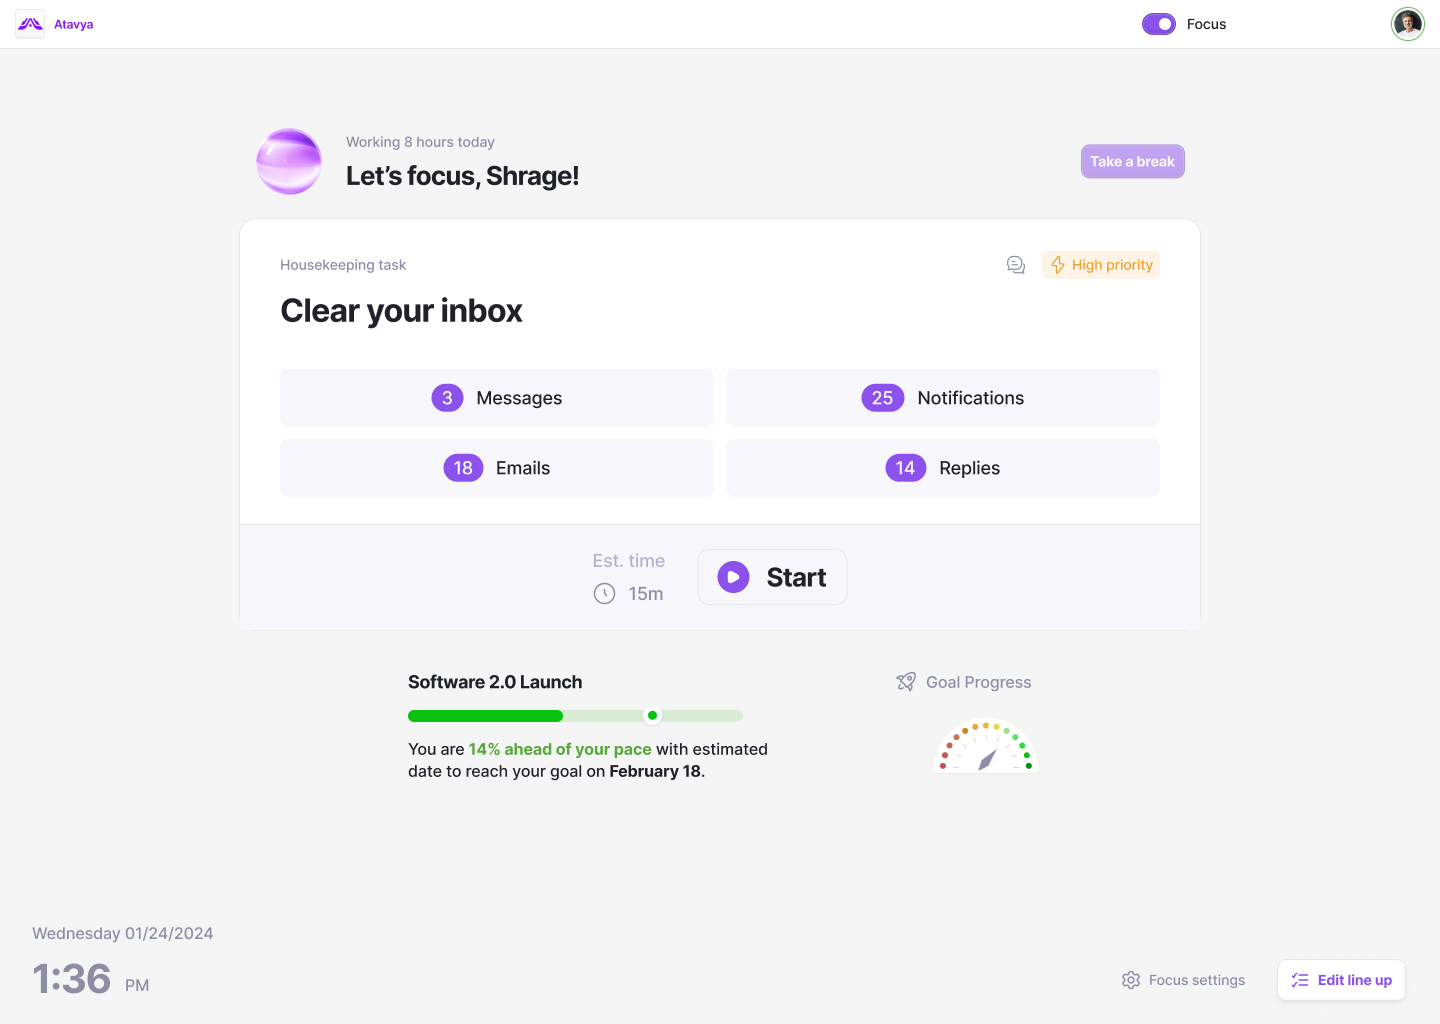 Atavya
Focus
Working 8 hours today
Let’s focus, Shrage!
Take a break
Housekeeping task
High priority
Clear your inbox
3 Messages
25 Notifications
18 Emails
14 Replies
Est. time
15m
Start
Software 2.0 Launch
You are 14% ahead of your pace with estimated
date to reach your goal on February 18.
Goal Progress
Wednesday 01/24/2024
1:36 PM
Focus settings
Edit line up